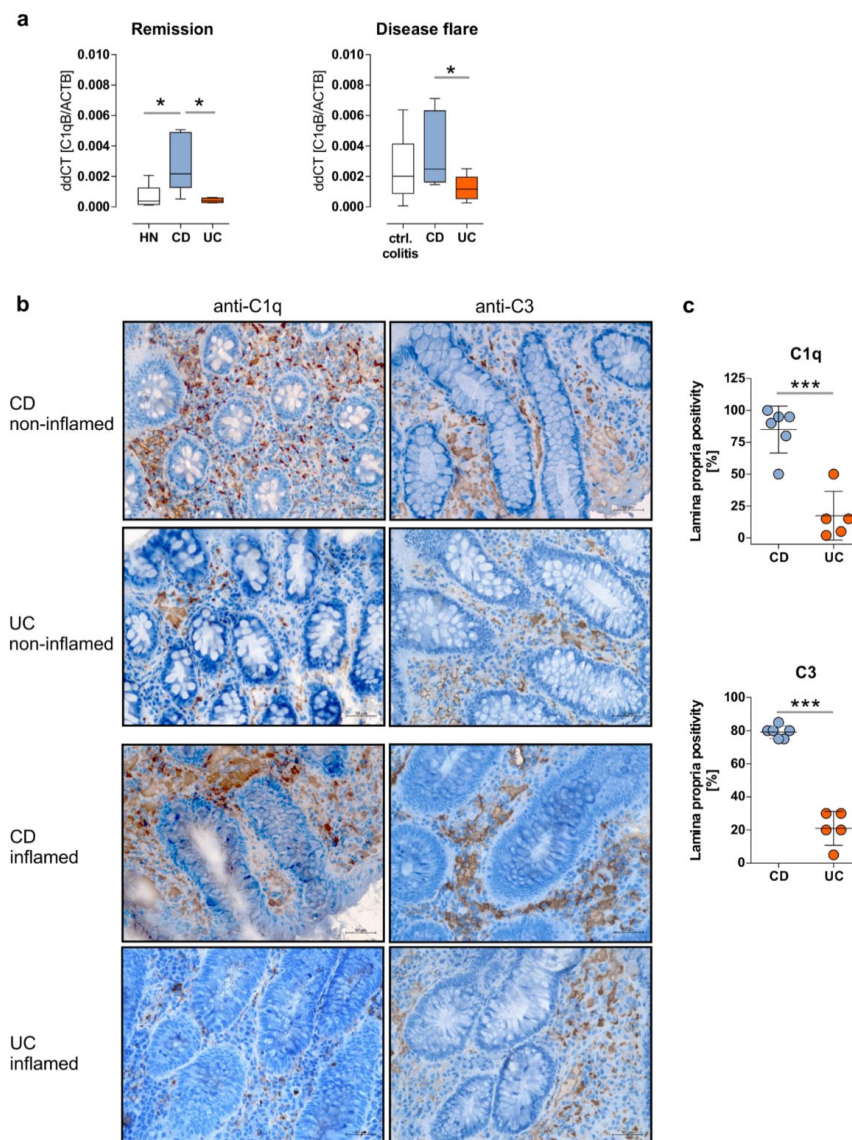 a
Remission
ddCT [C1qB/ACTB]
0.010
0.008
0.006
0.004
0.002
0.000
* *
HN CD UC
Disease flare
ddCT [C1qB/ACTB]
0.010
0.008
0.006
0.004
0.002
0.000
*
ctrl. CD UC
colitis
b
anti-C1q anti-C3
CD
non-inflamed
UC
non-inflamed
CD
inflamed
UC
inflamed
c
C1q
Lamina propria positivity
[%]
125
100
75
50
25
0
***
CD UC
C3
Lamina propria positivity
[%]
100
80
60
40
20
0
***
CD UC